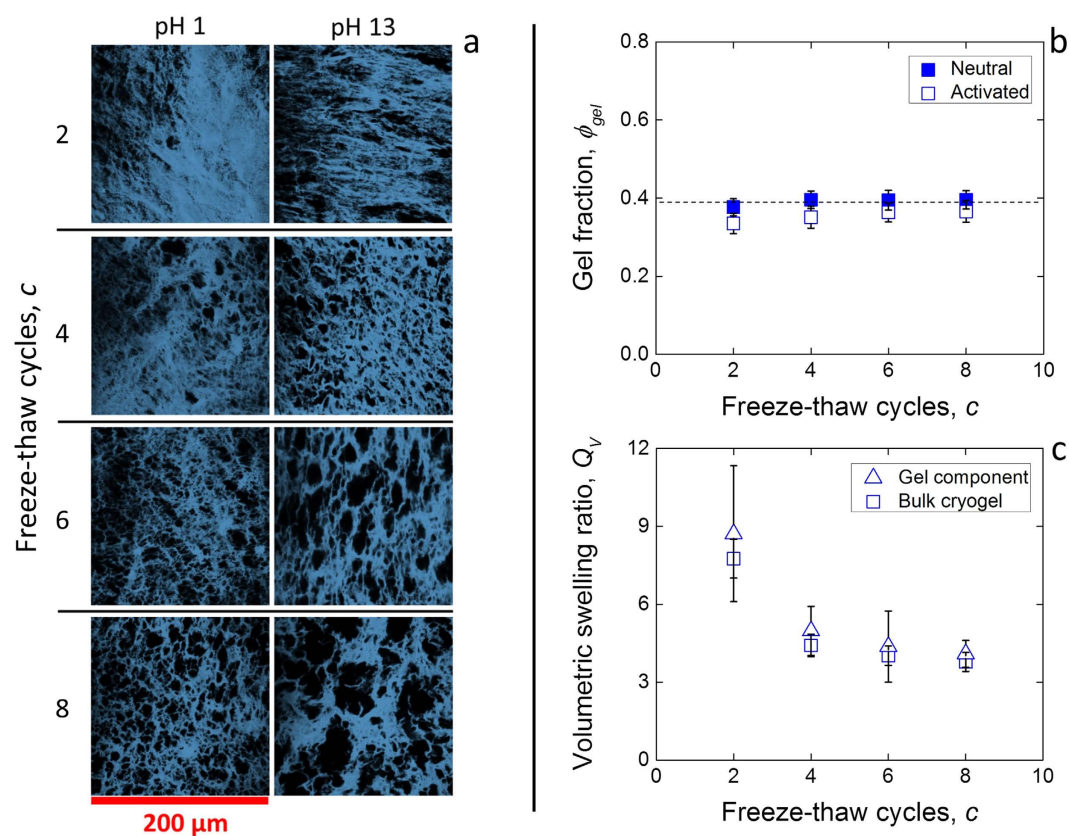 pH 1
pH 13
a
2
4
6
8
Freeze-thaw cycles, c
200 µm
b
0.8
0.6
0.4
0.2
0.0
Neutral
Activated
Gel fraction, ϕgel
0
2
4
6
8
10
Freeze-thaw cycles, c
c
12
9
6
3
0
Gel component
Bulk cryogel
Volumetric swelling ratio, QV
0
2
4
6
8
10
Freeze-thaw cycles, c